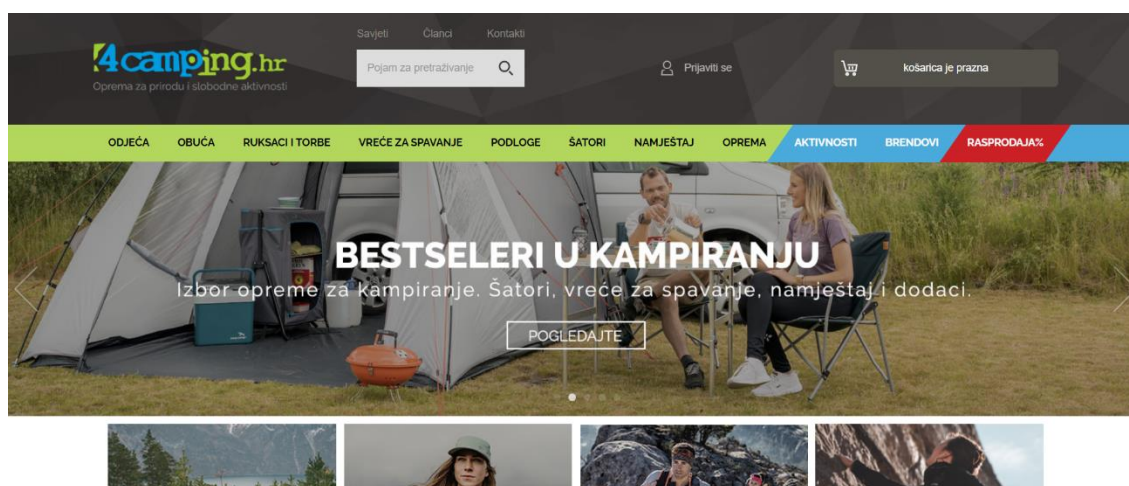 Savjeti Članci Kontakti
4camping.hr
Oprema za prirodu i slobodne aktivnosti
Pojam za pretraživanje
Prijaviti se
košarica je prazna
ODJEĆA OBUĆA RUKSACI I TORBE VREĆE ZA SPAVANJE PODLOGE ŠATORI NAMJEŠTAJ OPREMA AKTIVNOSTI BRENDOVI RASPRODAJA%
BESTSELERI U KAMPIRANJU
Izbor opreme za kampiranje. Šatori, vreće za spavanje, namještaj i dodaci.
POGLEDAJTE